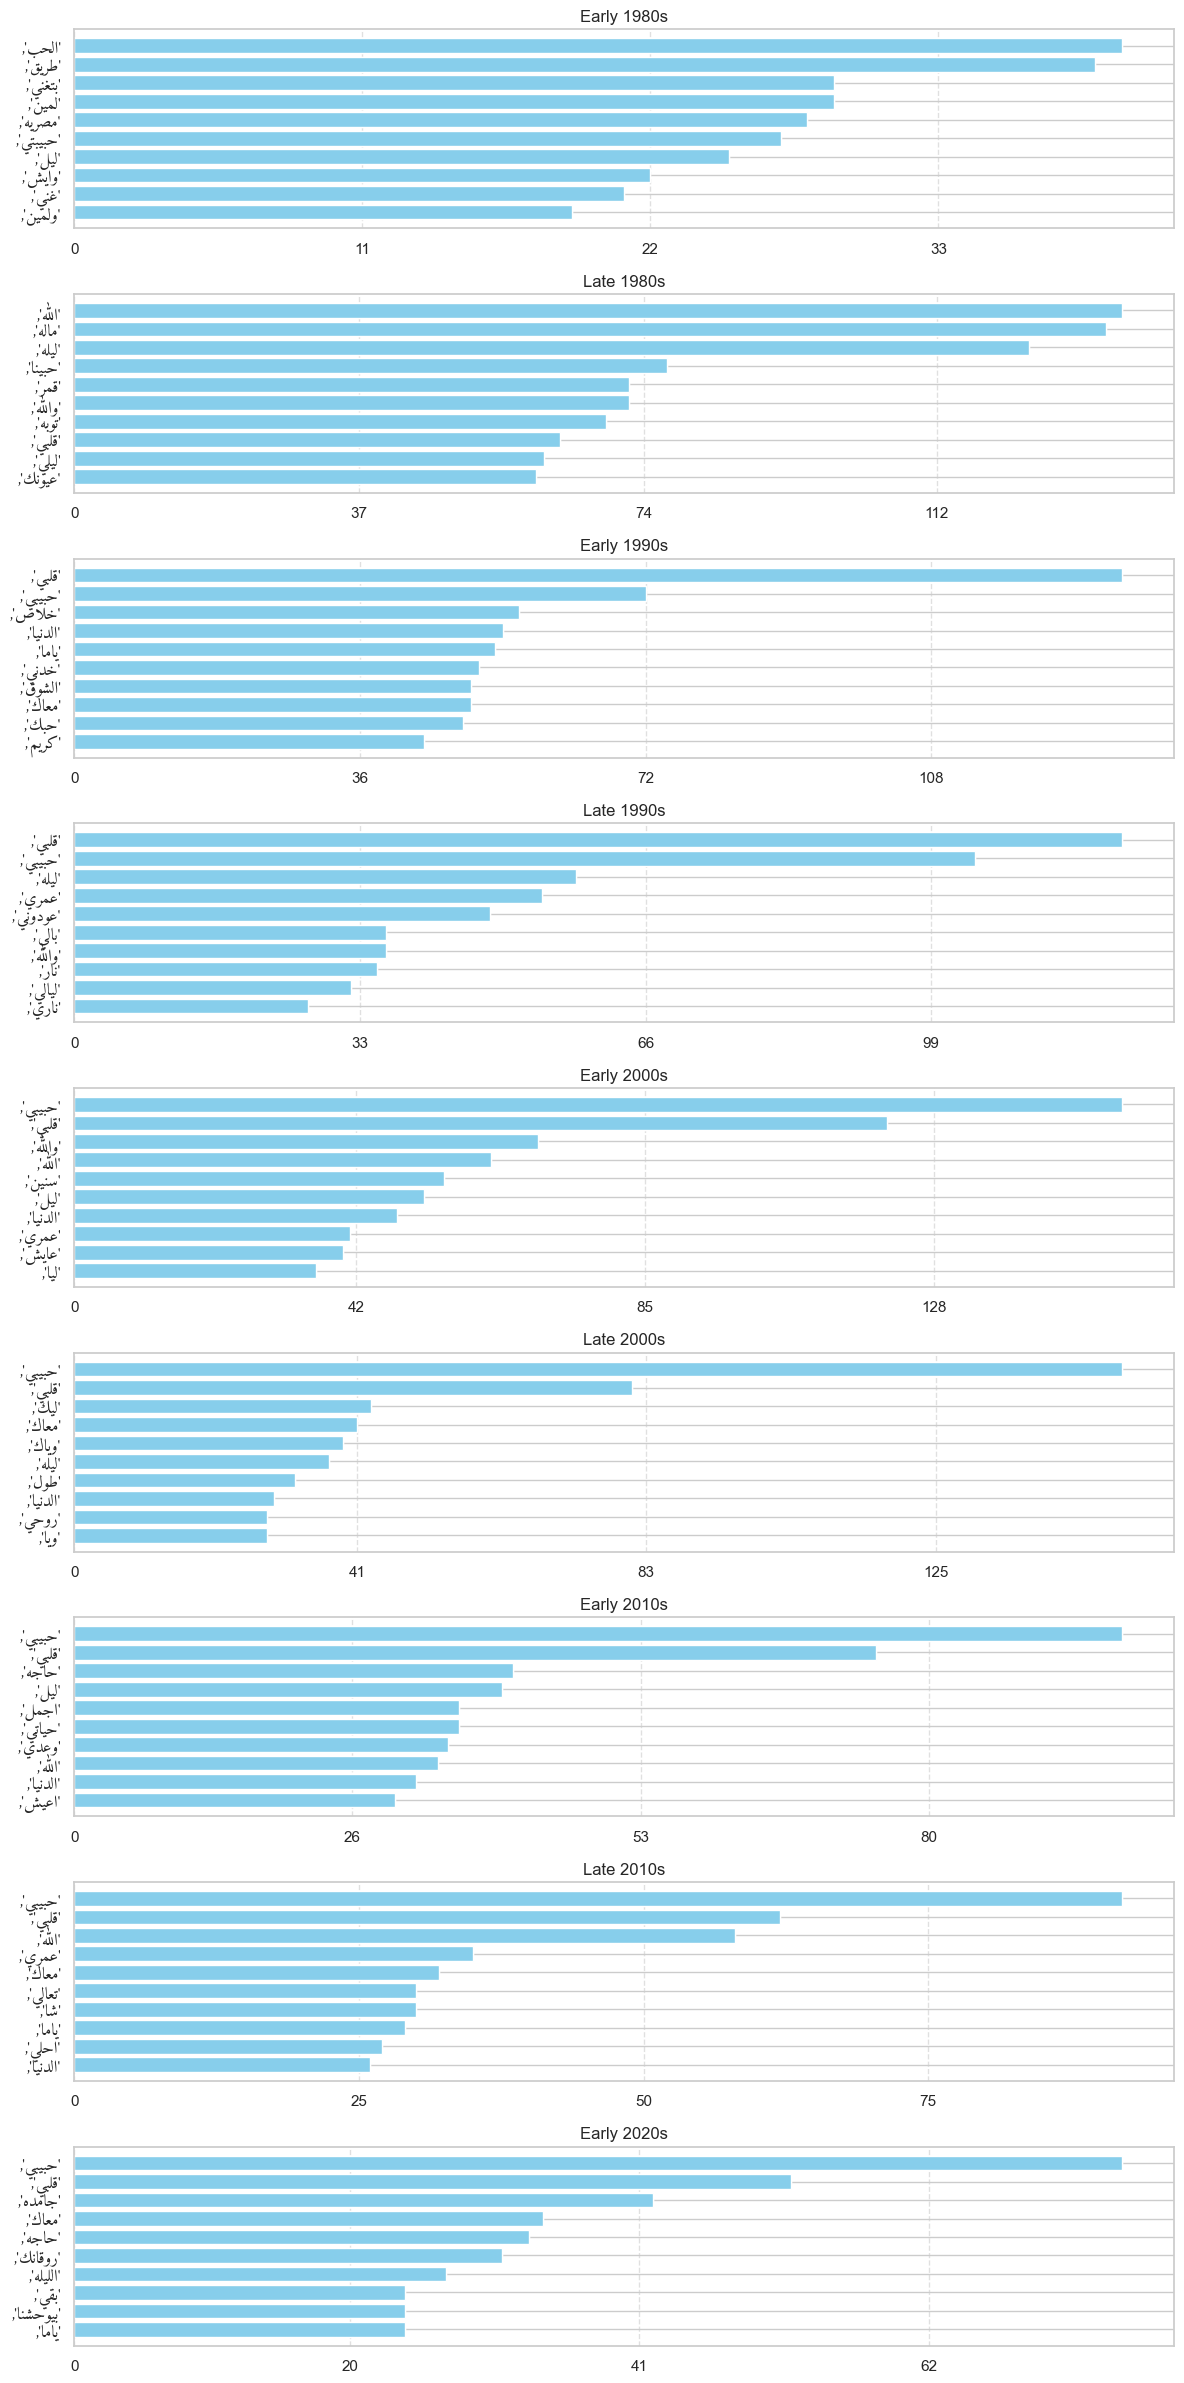 Early 1980s
'الحب',
'طريق',
'بتغني',
'لمين',
'مصريه',
'حبيبتي',
'ليل',
'وايش',
'غني',
'ولمين',
0 11 22 33
Late 1980s
'الله',
'ماله',
'ليله',
'حبينا',
'قمر',
'والله',
'توبه',
'قلبي',
'ليلي',
'عيونك',
0 37 74 112
Early 1990s
'قلبي',
'حبيبي',
'خلاص',
'الدنيا',
'ياما',
'خدني',
'الشوق',
'معاك',
'حبك',
'كريم',
0 36 72 108
Late 1990s
'قلبي',
'حبيبي',
'ليله',
'عمري',
'عودوني',
'بالي',
'والله',
'نار',
'ليالي',
'ناري',
0 33 66 99
Early 2000s
'حبيبي',
'قلبي',
'والله',
'الله',
'سنين',
'ليل',
'الدنيا',
'عمري',
'عايش',
'ليا',
0 42 85 128
Late 2000s
'حبيبي',
'قلبي',
'ليك',
'معاك',
'وياك',
'ليله',
'طول',
'الدنيا',
'روحي',
'ويا',
0 41 83 125
Early 2010s
'حبيبي',
'قلبي',
'حاجه',
'ليل',
'اجمل',
'حياتي',
'وعدي',
'الله',
'الدنيا',
'اعيش',
0 26 53 80
Late 2010s
'حبيبي',
'قلبي',
'الله',
'عمري',
'معاك',
'تعالي',
'شا',
'ياما',
'احلي',
'الدنيا',
0 25 50 75
Early 2020s
'حبيبي',
'قلبي',
'جامده',
'معاك',
'حاجه',
'روقانك',
'الليله',
'بقي',
'بيوحشنا',
'ياما',
0 20 41 62